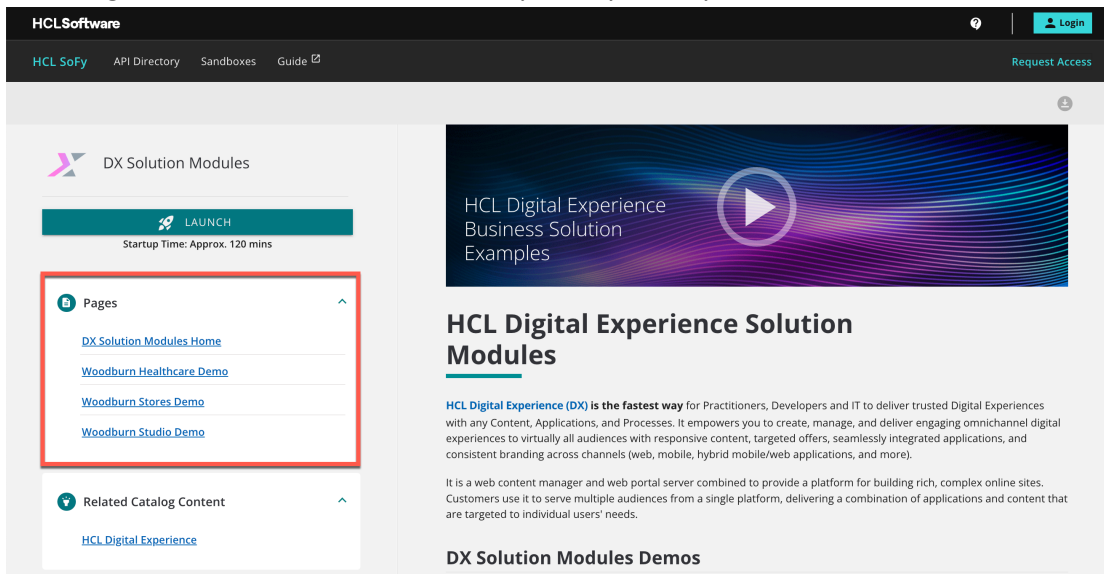 HCLSoftware
Login
HCL SoFy API Directory Sandboxes Guide
Request Access
DX Solution Modules
LAUNCH
Startup Time: Approx. 120 mins
Pages
DX Solution Modules Home
Woodburn Healthcare Demo
Woodburn Stores Demo
Woodburn Studio Demo
Related Catalog Content
HCL Digital Experience
HCL Digital Experience
Business Solution
Examples
HCL Digital Experience Solution
Modules
HCL Digital Experience (DX) is the fastest way for Practitioners, Developers and IT to deliver trusted Digital Experiences
with any Content, Applications, and Processes. It empowers you to create, manage, and deliver engaging omnichannel digital
experiences to virtually all audiences with responsive content, targeted offers, seamlessly integrated applications, and
consistent branding across channels (web, mobile, hybrid mobile/web applications, and more).
It is a web content manager and web portal server combined to provide a platform for building rich, complex online sites.
Customers use it to serve multiple audiences from a single platform, delivering a combination of applications and content that
are targeted to individual users' needs.
DX Solution Modules Demos